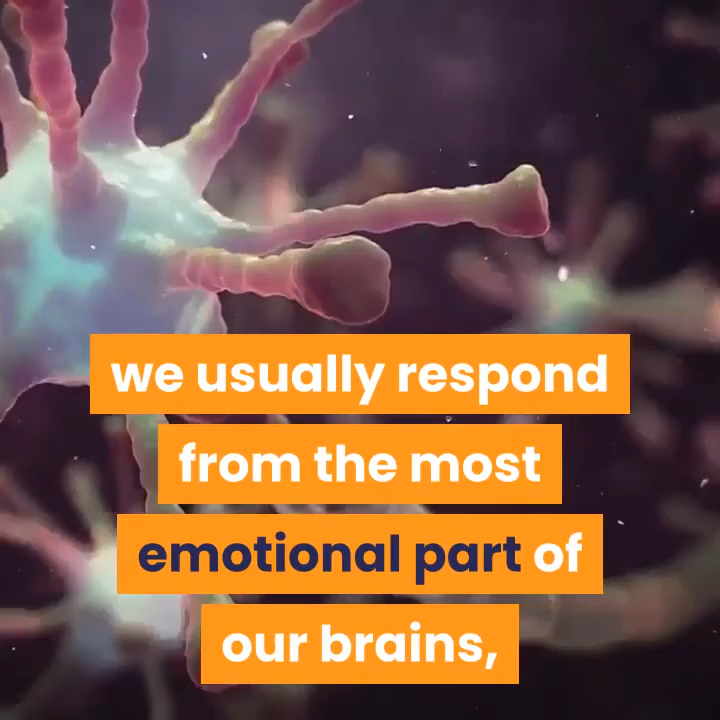 we usually respond
from the most
emotional part of
our brains,